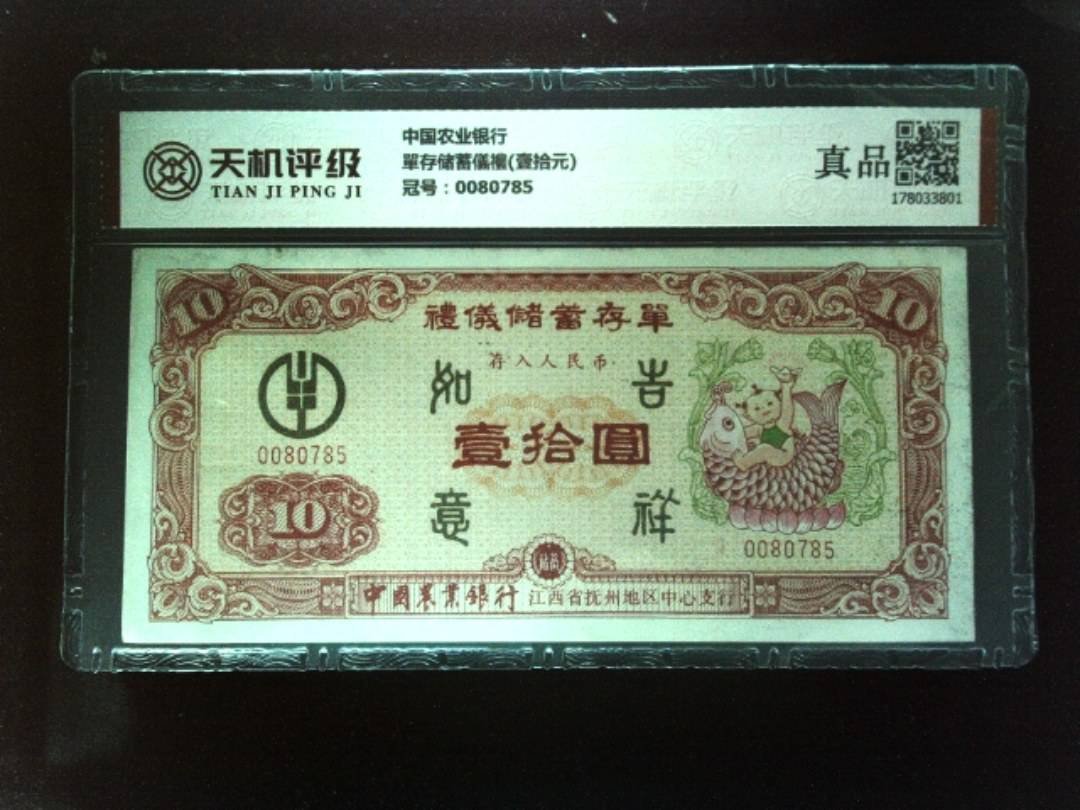 天机评级
TIAN JI PING JI
中国农业银行
單存储蓄儀禮(壹拾元)
冠号：0080785
真品
178033801
10
10
禮儀儲蓄存單
存入人民币
如意
吉祥
壹拾圓
0080785
10
0080785
儲蓄
中國農業銀行 江西省抚州地区中心支行